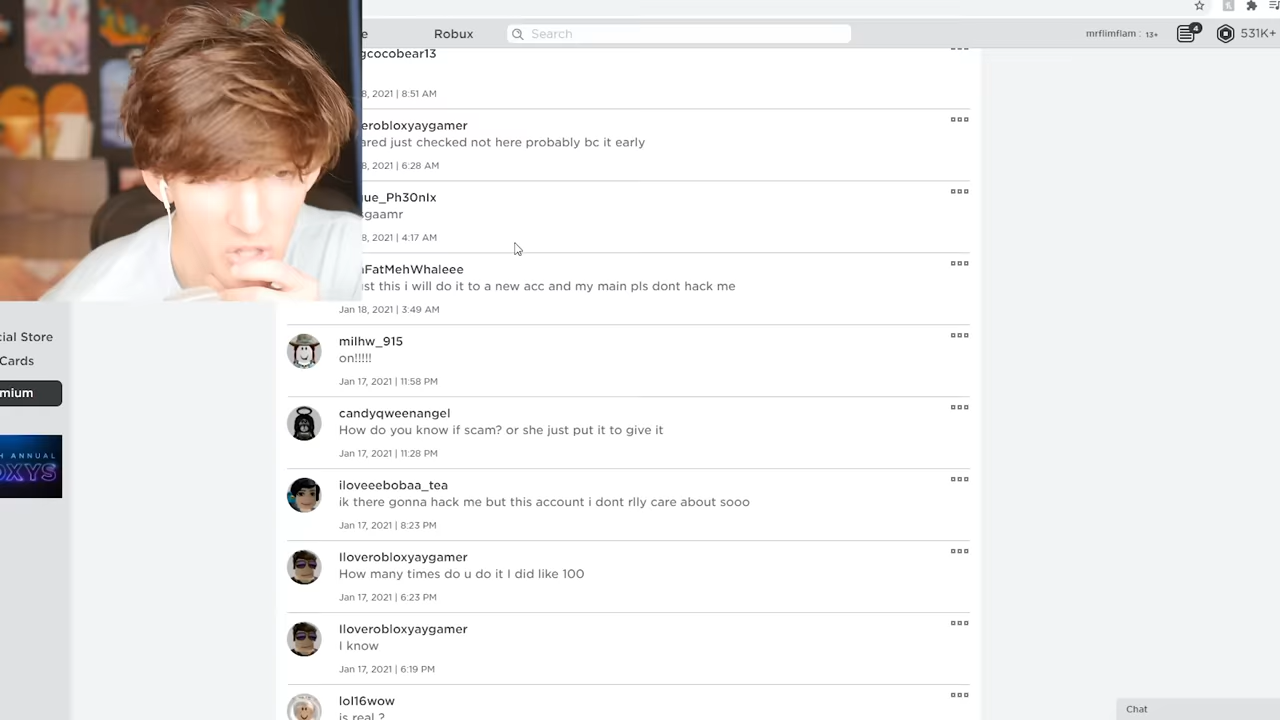 Robux
Search
mrflimflam : 13+
4
531K+
gcocobear13
8, 2021 | 8:51 AM
erobloxyaygamer
ared just checked not here probably bc it early
8, 2021 | 6:28 AM
ue_Ph30nIx
gaamr
8, 2021 | 4:17 AM
FatMehWhaleee
st this i will do it to a new acc and my main pls dont hack me
Jan 18, 2021 | 3:49 AM
cial Store
milhw_915
on!!!!!
Cards
Jan 17, 2021 | 11:58 PM
mium
candyqweenangel
How do you know if scam? or she just put it to give it
Jan 17, 2021 | 11:28 PM
H ANNUAL
OXYS
iloveeebobaa_tea
ik there gonna hack me but this account i dont rlly care about sooo
Jan 17, 2021 | 8:23 PM
Iloverobloxyaygamer
How many times do u do it I did like 100
Jan 17, 2021 | 6:23 PM
Iloverobloxyaygamer
I know
Jan 17, 2021 | 6:19 PM
lol16wow
is real ?
Chat